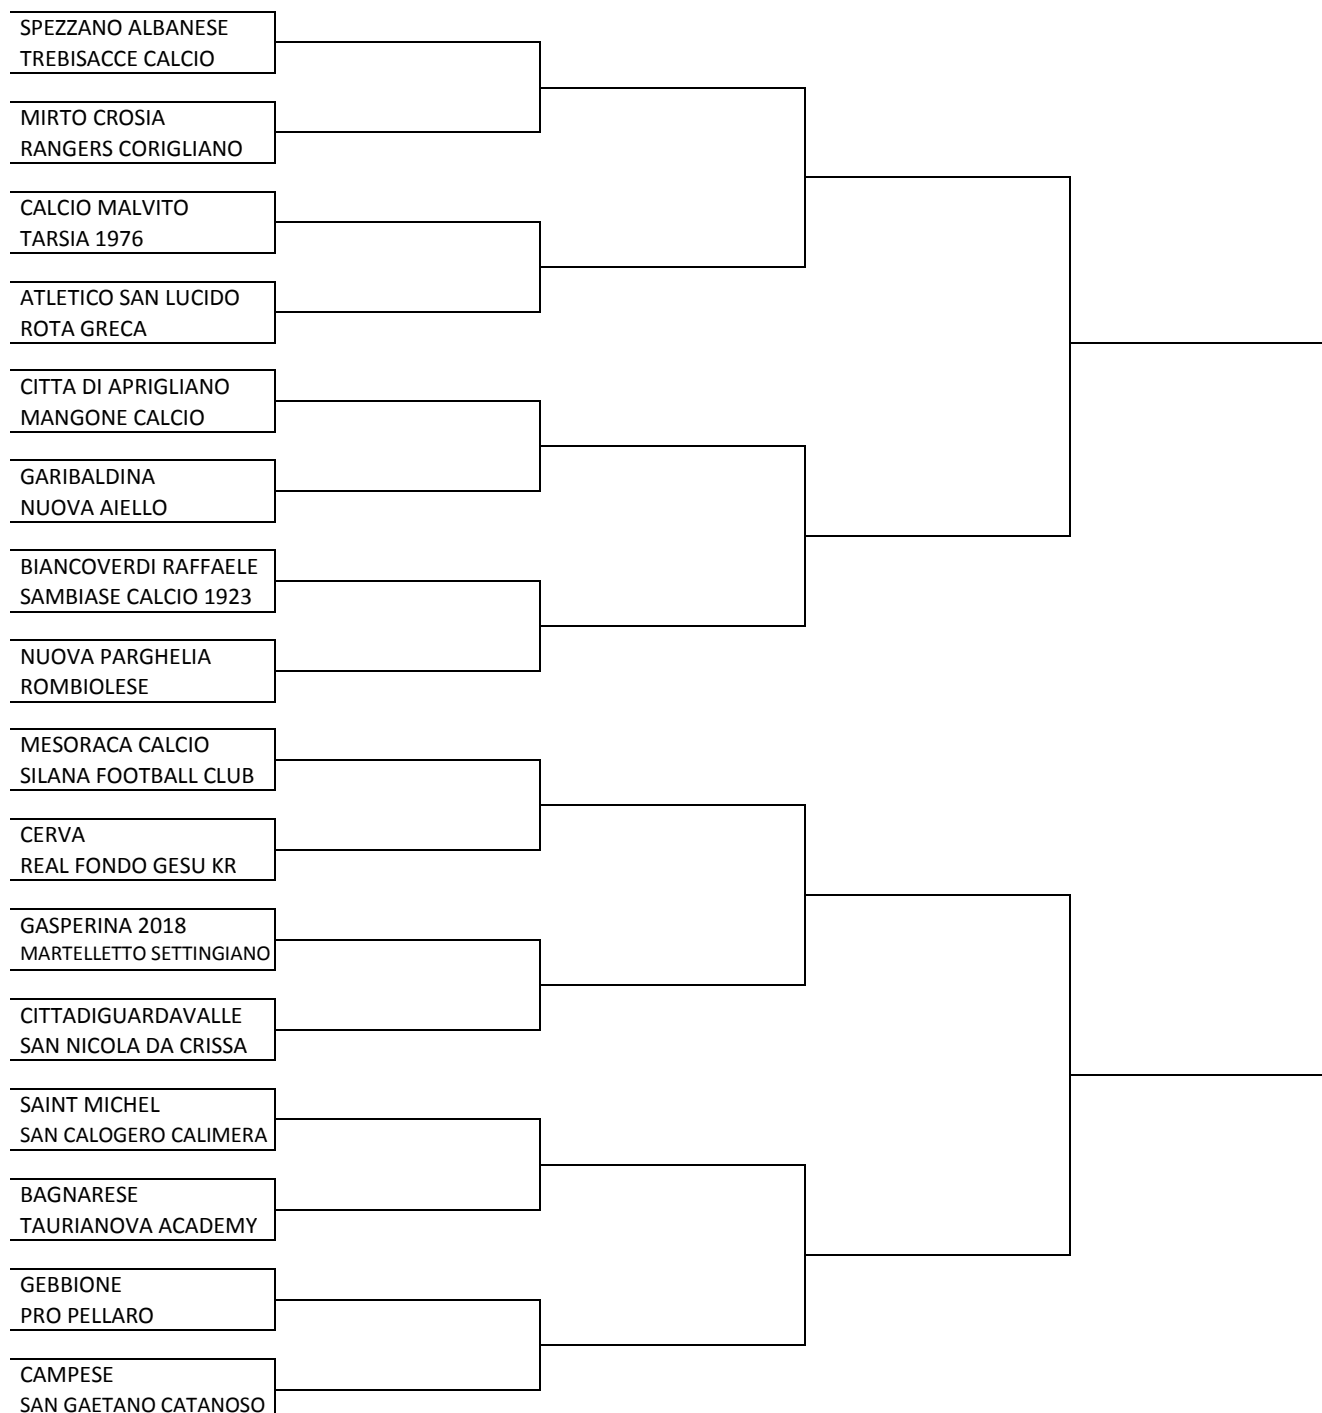 SPEZZANO ALBANESE
TREBISACCE CALCIO
MIRTO CROSIA
RANGERS CORIGLIANO
CALCIO MALVITO
TARSIA 1976
ATLETICO SAN LUCIDO
ROTA GRECA
CITTA DI APRIGLIANO
MANGONE CALCIO
GARIBALDINA
NUOVA AIELLO
BIANCOVERDI RAFFAELE
SAMBIASE CALCIO 1923
NUOVA PARGHELIA
ROMBIOLESE
MESORACA CALCIO
SILANA FOOTBALL CLUB
CERVA
REAL FONDO GESU KR
GASPERINA 2018
MARTELLETTO SETTINGIANO
CITTADIGUARDAVALLE
SAN NICOLA DA CRISSA
SAINT MICHEL
SAN CALOGERO CALIMERA
BAGNARESE
TAURIANOVA ACADEMY
GEBBIONE
PRO PELLARO
CAMPESE
SAN GAETANO CATANOSO